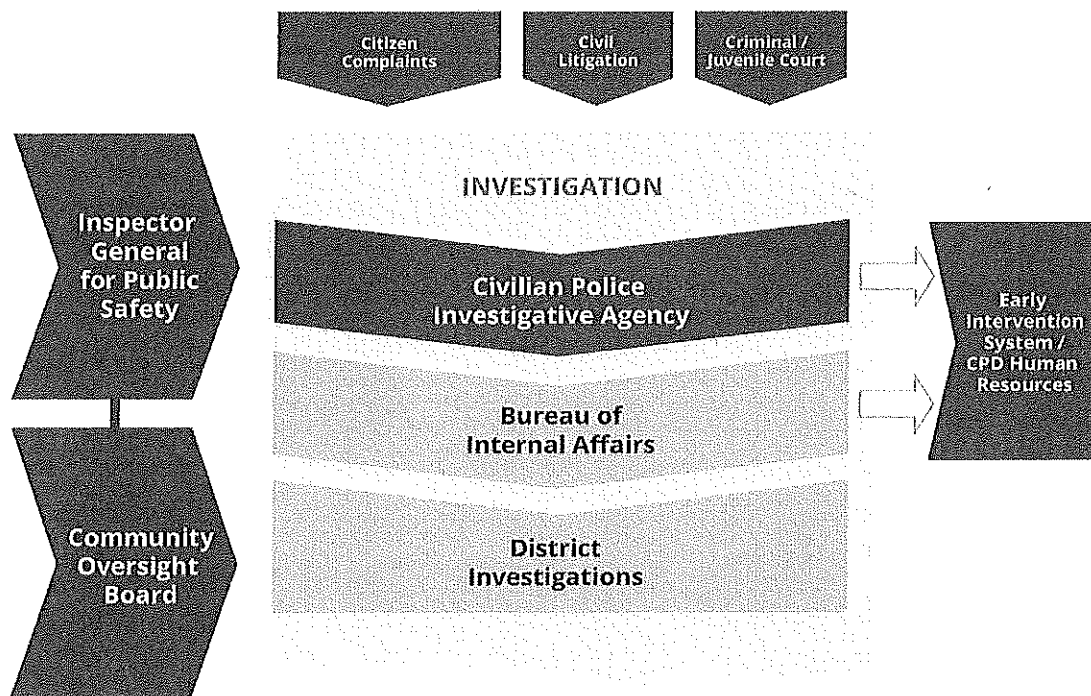 Citizen
Complaints
Civil
Litigation
Criminal /
Juvenile Court
INVESTIGATION
Inspector
General
for Public
Safety
Civilian Police
Investigative Agency
Early
Intervention
System /
CPD Human
Resources
Bureau of
Internal Affairs
Community
Oversight
Board
District
Investigations